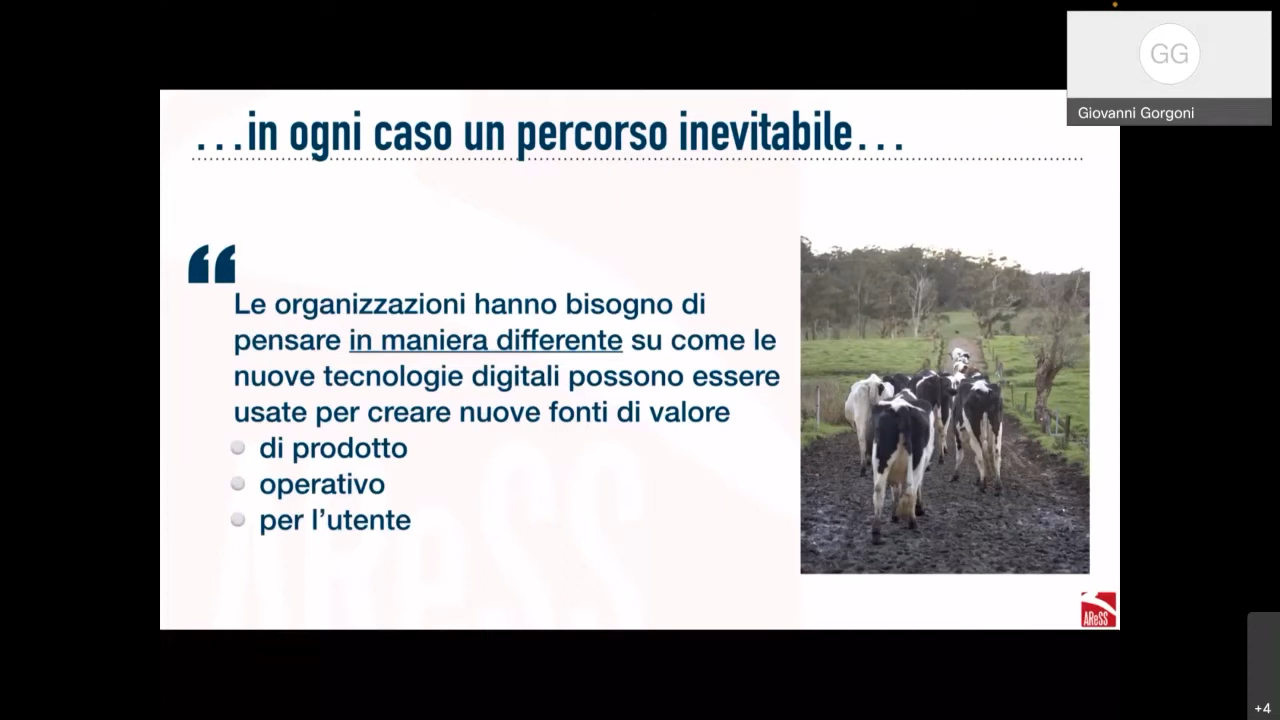 GG
Giovanni Gorgoni
...in ogni caso un percorso inevitabile...
“
Le organizzazioni hanno bisogno di
pensare in maniera differente su come le
nuove tecnologie digitali possono essere
usate per creare nuove fonti di valore
di prodotto
operativo
per l’utente
AReSS
AReSS
+4